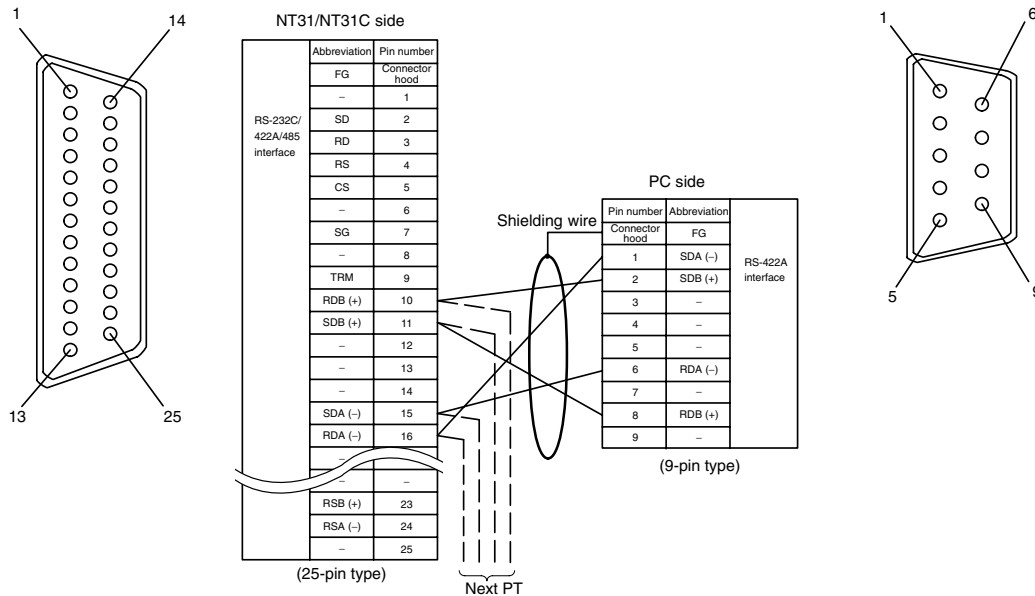 1
14
13
25
NT31/NT31C side
RS-232C/
422A/485
interface
Abbreviation Pin number
FG Connector hood
– 1
SD 2
RD 3
RS 4
CS 5
– 6
SG 7
– 8
TRM 9
RDB (+) 10
SDB (+) 11
– 12
– 13
– 14
SDA (–) 15
RDA (–) 16
–
– –
RSB (+) 23
RSA (–) 24
– 25
(25-pin type)
Next PT
Shielding wire
PC side
Pin number Abbreviation
Connector hood FG
1 SDA (–)
2 SDB (+)
3 –
4 –
5 –
6 RDA (–)
7 –
8 RDB (+)
9 –
RS-422A
interface
(9-pin type)
1
6
5
9